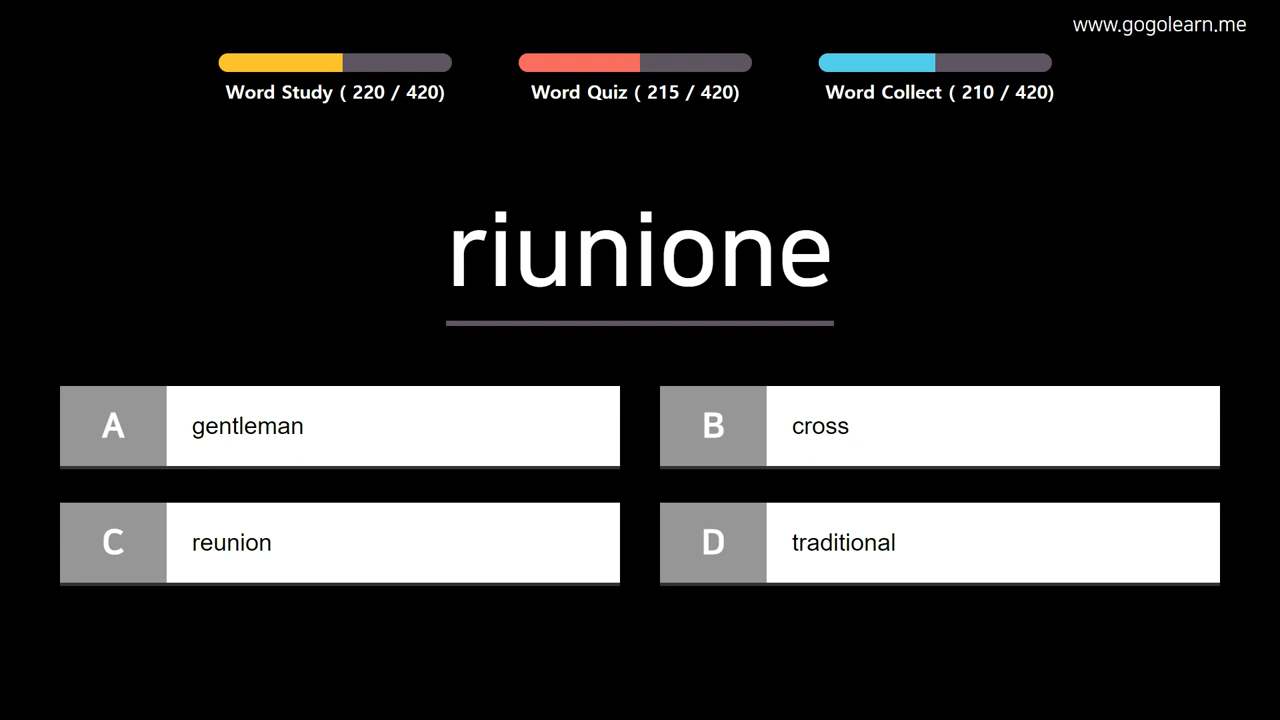 www.gogolearn.me
Word Study ( 220 / 420)
Word Quiz ( 215 / 420)
Word Collect ( 210 / 420)
riunione
A gentleman
B cross
C reunion
D traditional